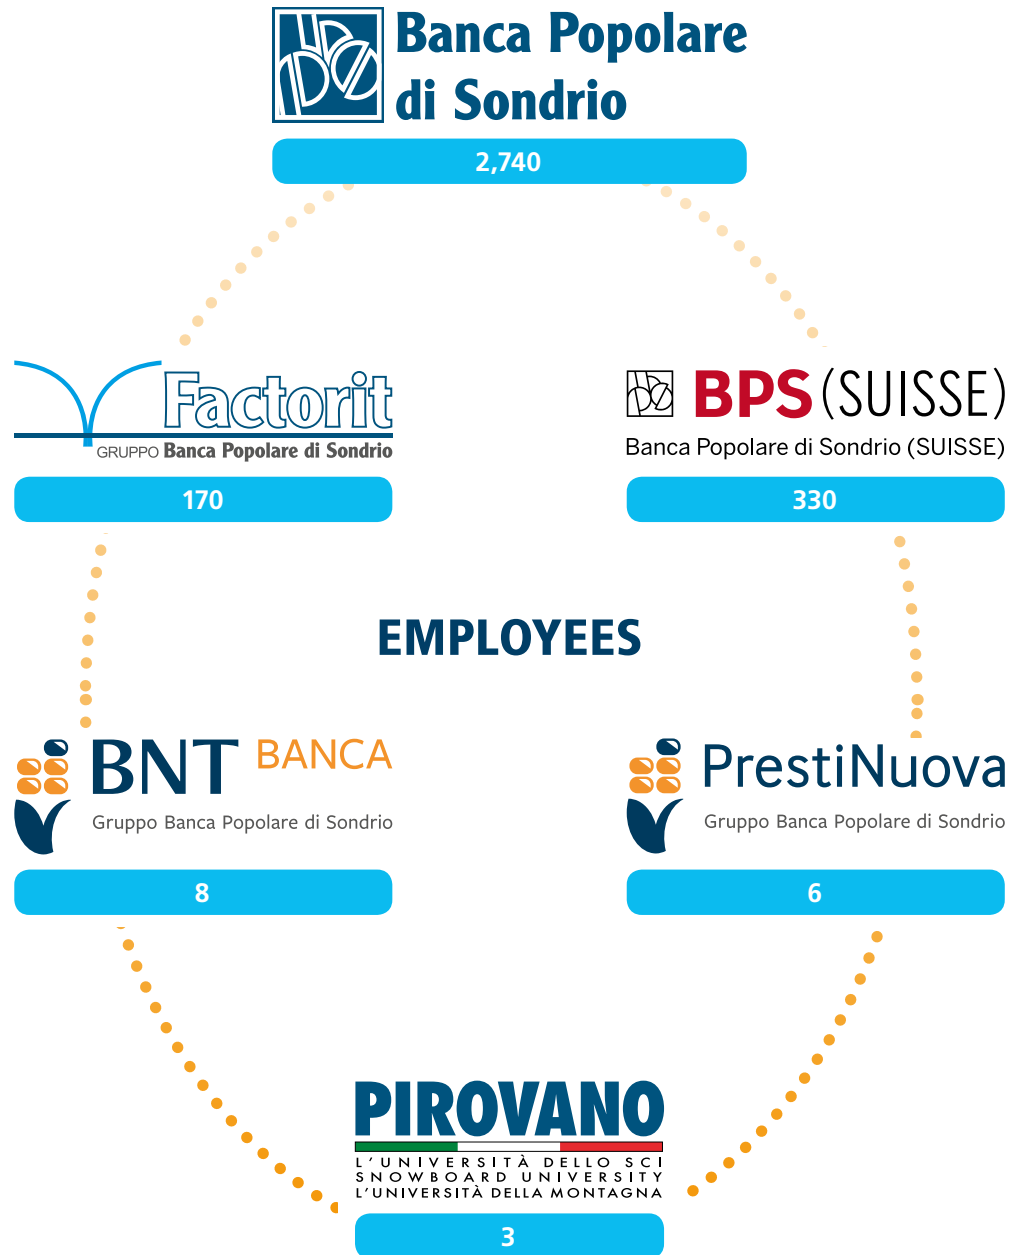 Banca Popolare
di Sondrio
2,740
Factorit
GRUPPO Banca Popolare di Sondrio
170
BPS (SUISSE)
Banca Popolare di Sondrio (SUISSE)
330
EMPLOYEES
BNT BANCA
Gruppo Banca Popolare di Sondrio
8
PrestiNuova
Gruppo Banca Popolare di Sondrio
6
PIROVANO
L'UNIVERSITÀ DELLO SCI
SNOWBOARD UNIVERSITY
L'UNIVERSITÀ DELLA MONTAGNA
3